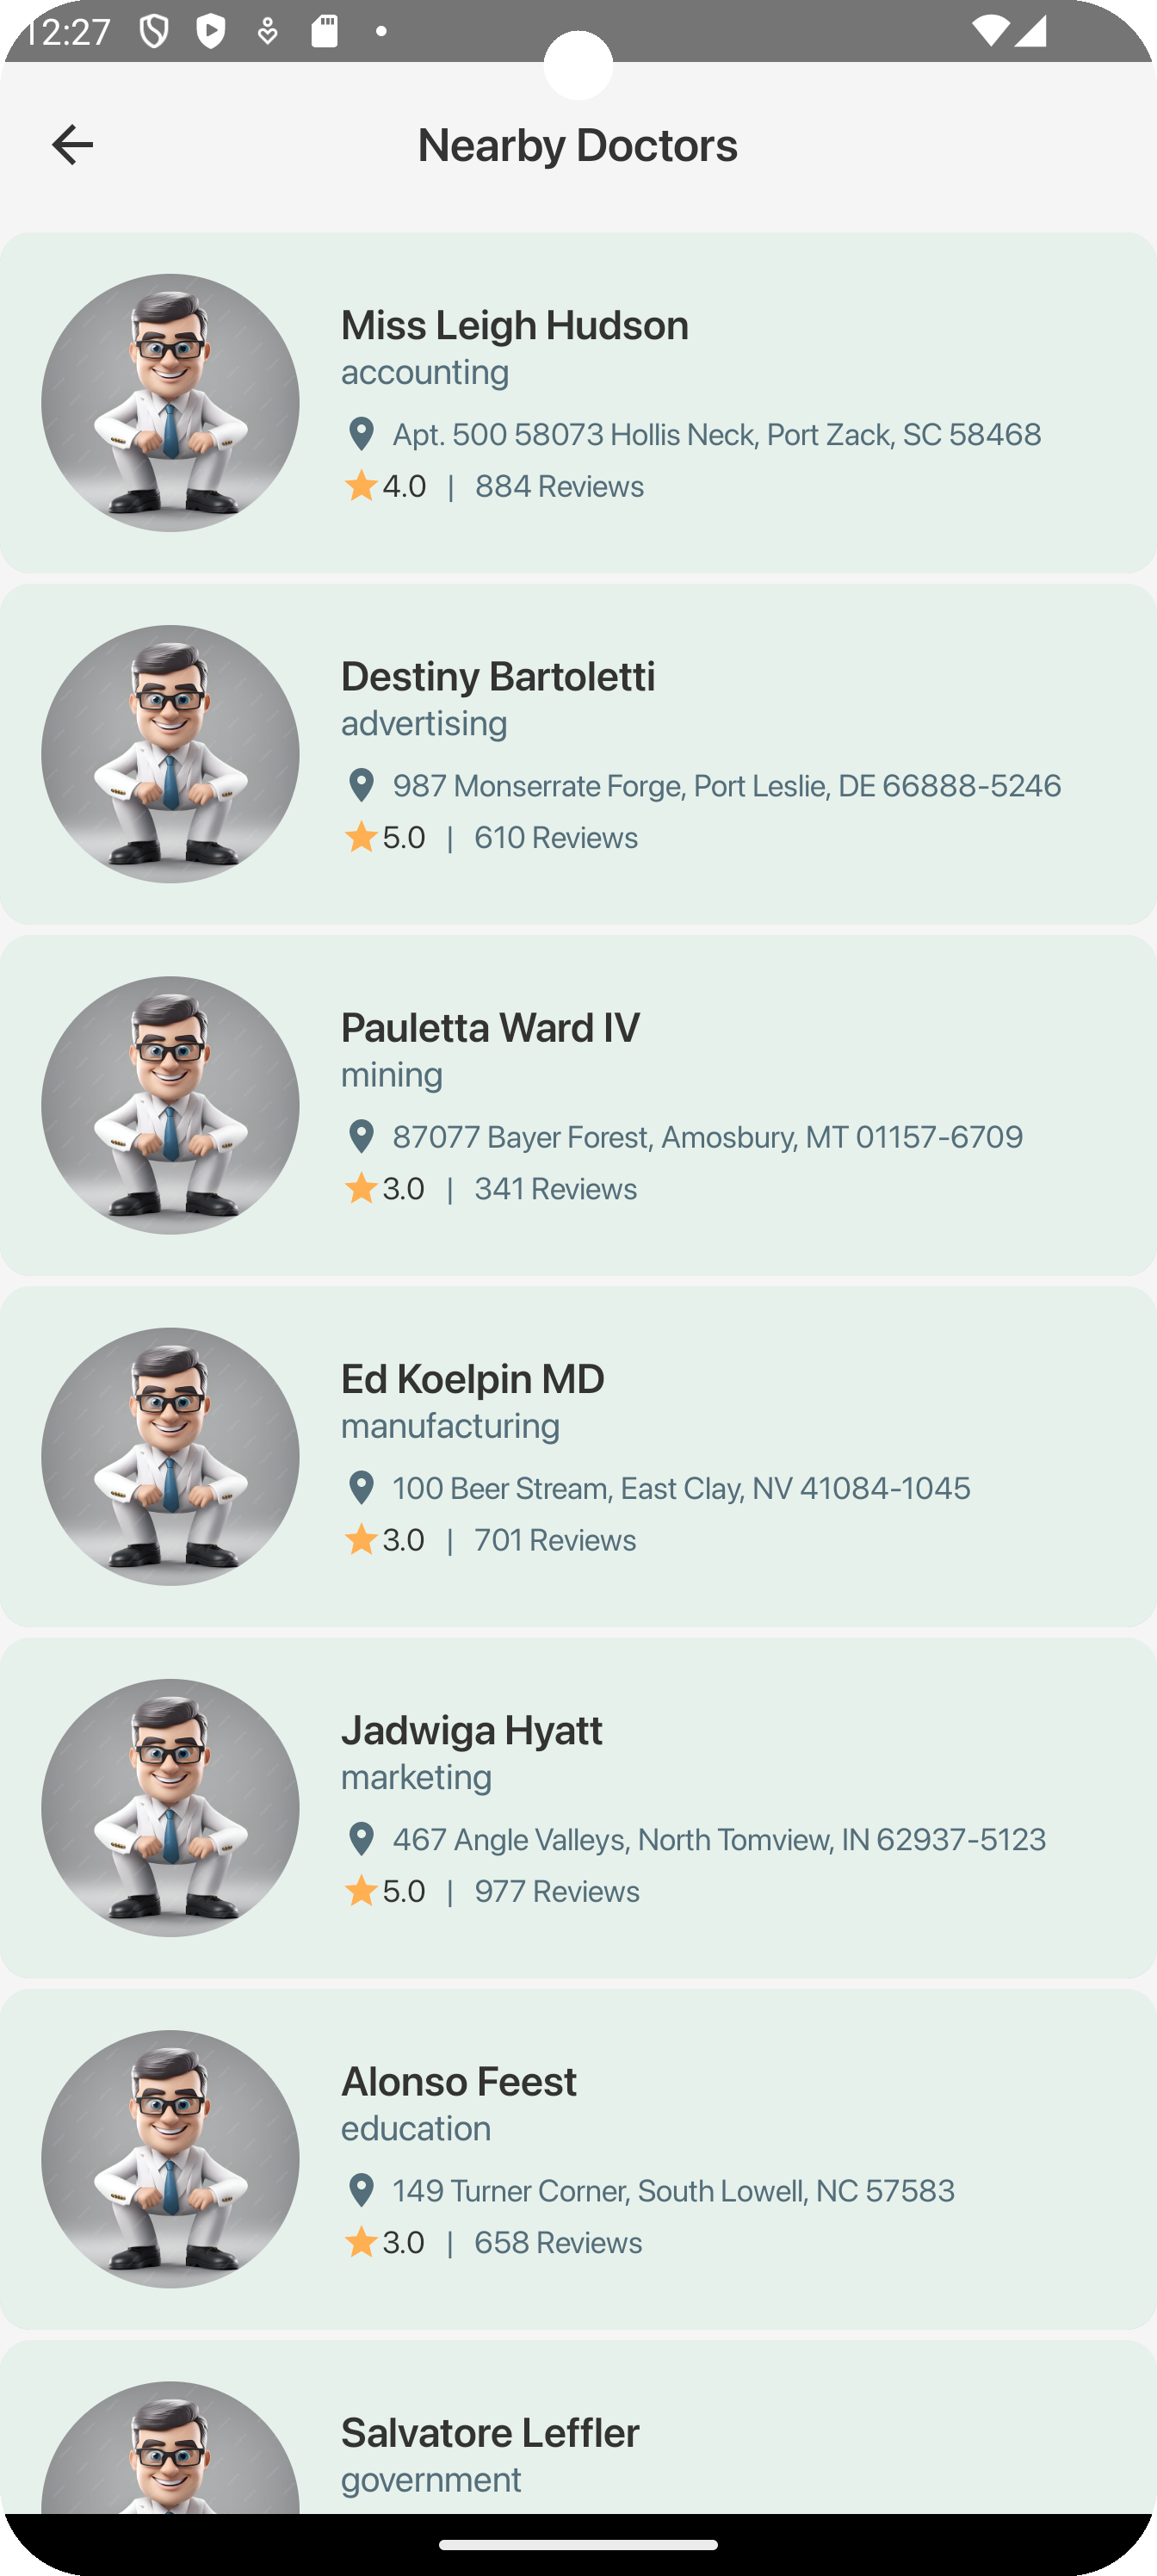 12:27
Nearby Doctors
Miss Leigh Hudson
accounting
Apt. 500 58073 Hollis Neck, Port Zack, SC 58468
4.0 | 884 Reviews
Destiny Bartoletti
advertising
987 Monserrate Forge, Port Leslie, DE 66888-5246
5.0 | 610 Reviews
Pauletta Ward IV
mining
87077 Bayer Forest, Amosbury, MT 01157-6709
3.0 | 341 Reviews
Ed Koelpin MD
manufacturing
100 Beer Stream, East Clay, NV 41084-1045
3.0 | 701 Reviews
Jadwiga Hyatt
marketing
467 Angle Valleys, North Tomview, IN 62937-5123
5.0 | 977 Reviews
Alonso Feest
education
149 Turner Corner, South Lowell, NC 57583
3.0 | 658 Reviews
Salvatore Leffler
government